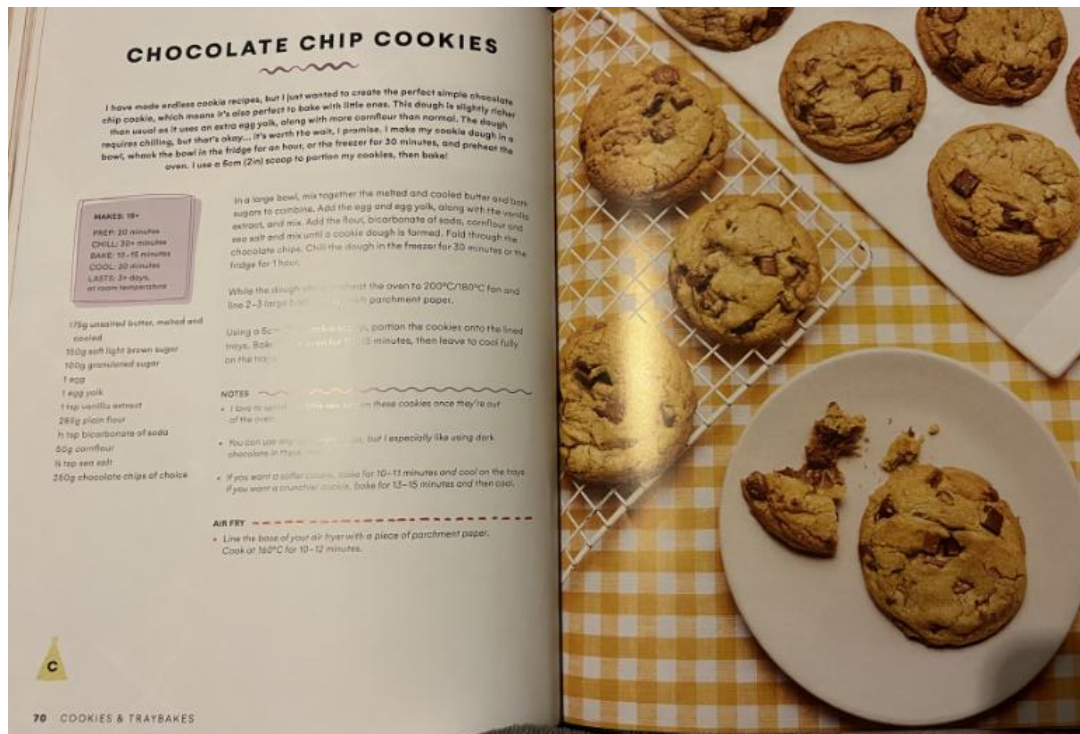 CHOCOLATE CHIP COOKIES
I have made endless cookie recipes, but I just wanted to create the perfect simple chocolate
chip cookie, which means it's also perfect to bake with little ones. This dough is slightly richer
than usual as it uses an extra egg yolk, along with more cornflour than normal. The dough
requires chilling, but that's okay... it's worth the wait, I promise. I make my cookie dough in a
bowl, whack the bowl in the fridge for an hour, or the freezer for 30 minutes, and preheat the
oven. I use a 5cm (2in) scoop to portion my cookies, then bake!
MAKES: 18+
PREP: 20 minutes
CHILL: 30+ minutes
BAKE: 10–15 minutes
COOL: 30 minutes
LASTS: 3+ days,
at room temperature
175g unsalted butter, melted and
cooled
150g soft light brown sugar
100g granulated sugar
1 egg
1 egg yolk
1 tsp vanilla extract
285g plain flour
½ tsp bicarbonate of soda
50g cornflour
½ tsp sea salt
250g chocolate chips of choice
In a large bowl, mix together the melted and cooled butter and both
sugars to combine. Add the egg and egg yolk, along with the vanilla
extract, and mix. Add the flour, bicarbonate of soda, cornflour and
sea salt and mix until a cookie dough is formed. Fold through the
chocolate chips. Chill the dough in the freezer for 30 minutes or the
fridge for 1 hour.
While the dough the oven to 200°C/180°C fan and
line 2–3 large parchment paper.
Using a 5cm portion the cookies onto the lined
trays. Bake minutes, then leave to cool fully
on the trays.
NOTES
• I love to these cookies once they're out
of the oven.
• You can use any but I especially like using dark
chocolate in these
• If you want a softer cookie, bake for 10–11 minutes and cool on the trays
If you want a crunchier cookie, bake for 13–15 minutes and then cool.
AIR FRY
• Line the base of your air fryer with a piece of parchment paper.
Cook at 160°C for 10–12 minutes.
C
70 COOKIES & TRAYBAKES